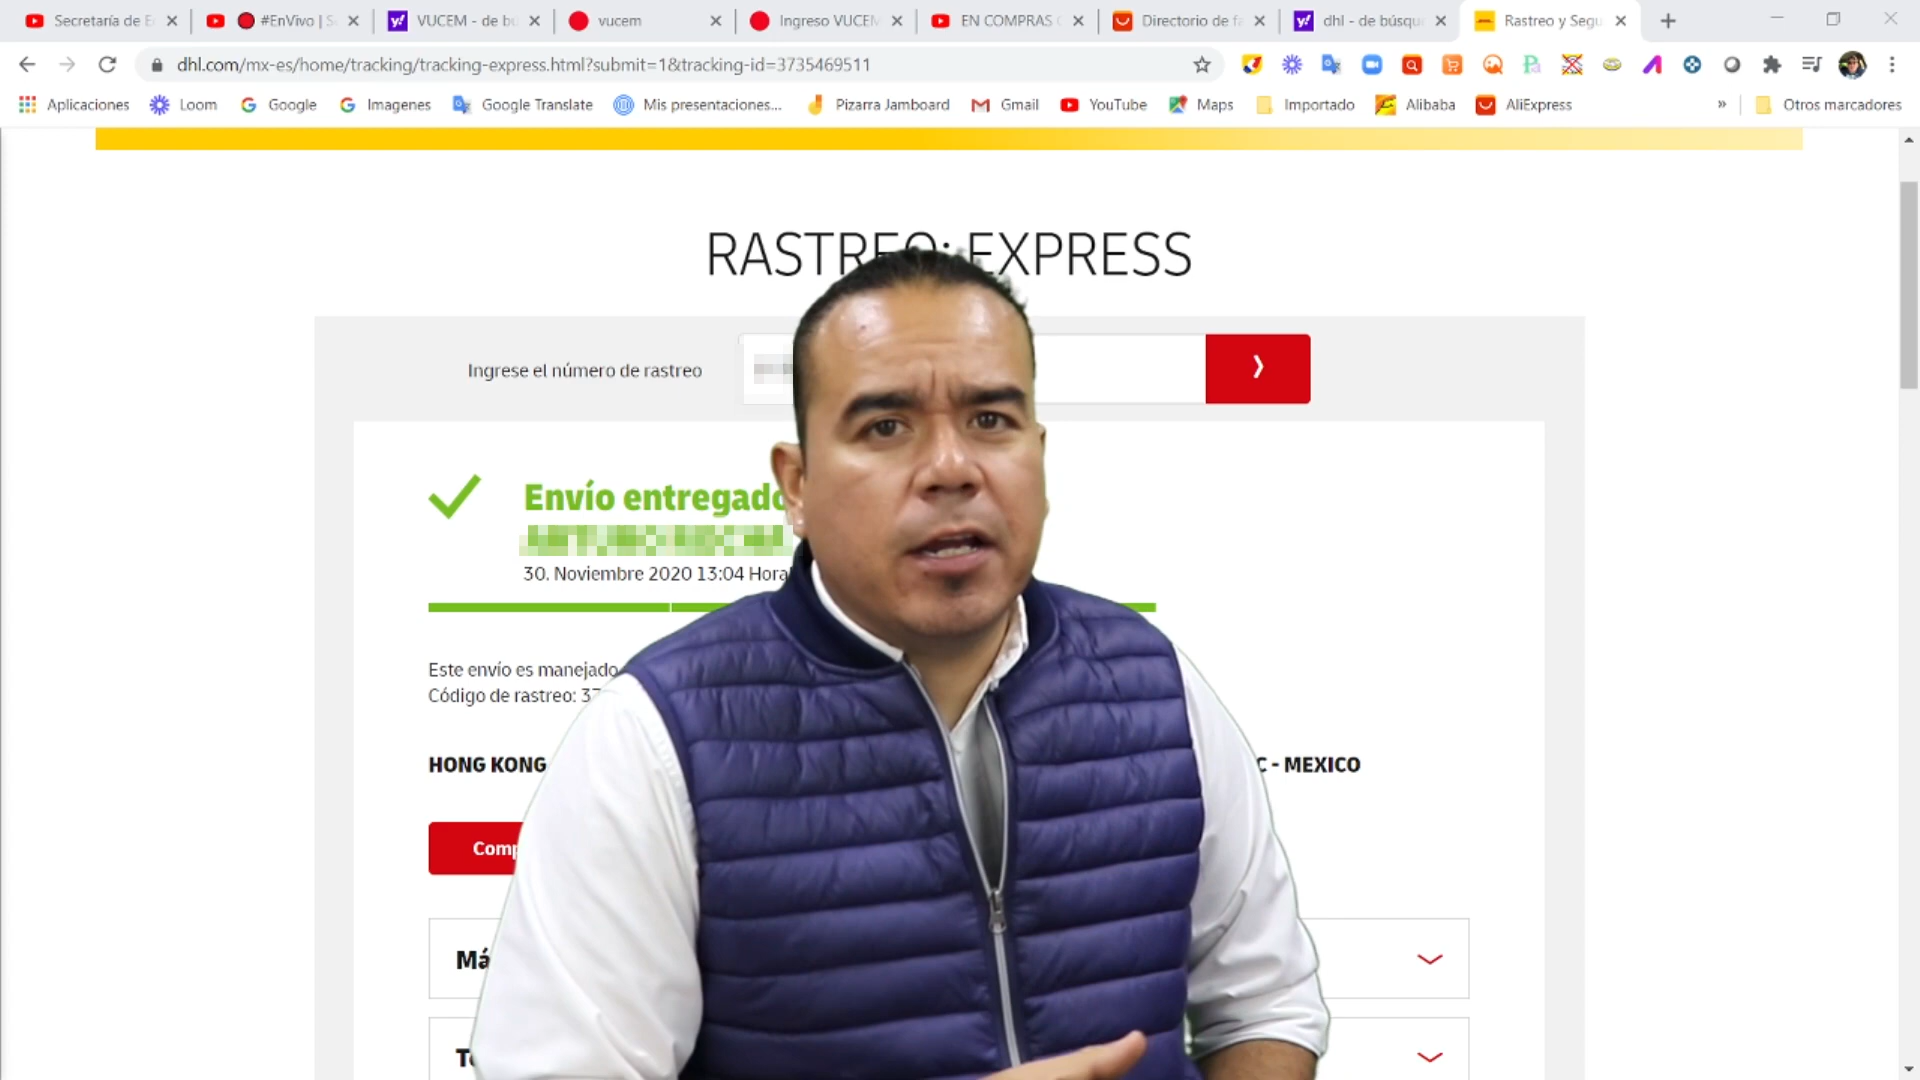 Secretaría de E
#EnVivo | S
VUCEM - de bú
vucem
Ingreso VUCEM
EN COMPRAS
Directorio de fa
dhl - de búsqu
Rastreo y Segu
dhl.com/mx-es/home/tracking/tracking-express.html?submit=1&tracking-id=3735469511
Aplicaciones
Loom
Google
Imagenes
Google Translate
Mis presentaciones...
Pizarra Jamboard
Gmail
YouTube
Maps
Importado
Alibaba
AliExpress
»
Otros marcadores
RASTREO: EXPRESS
Ingrese el número de rastreo
Envío entregado
30. Noviembre 2020 13:04 Hora
Este envío es manejado
Código de rastreo: 37
HONG KONG
C - MEXICO
Comp
Má